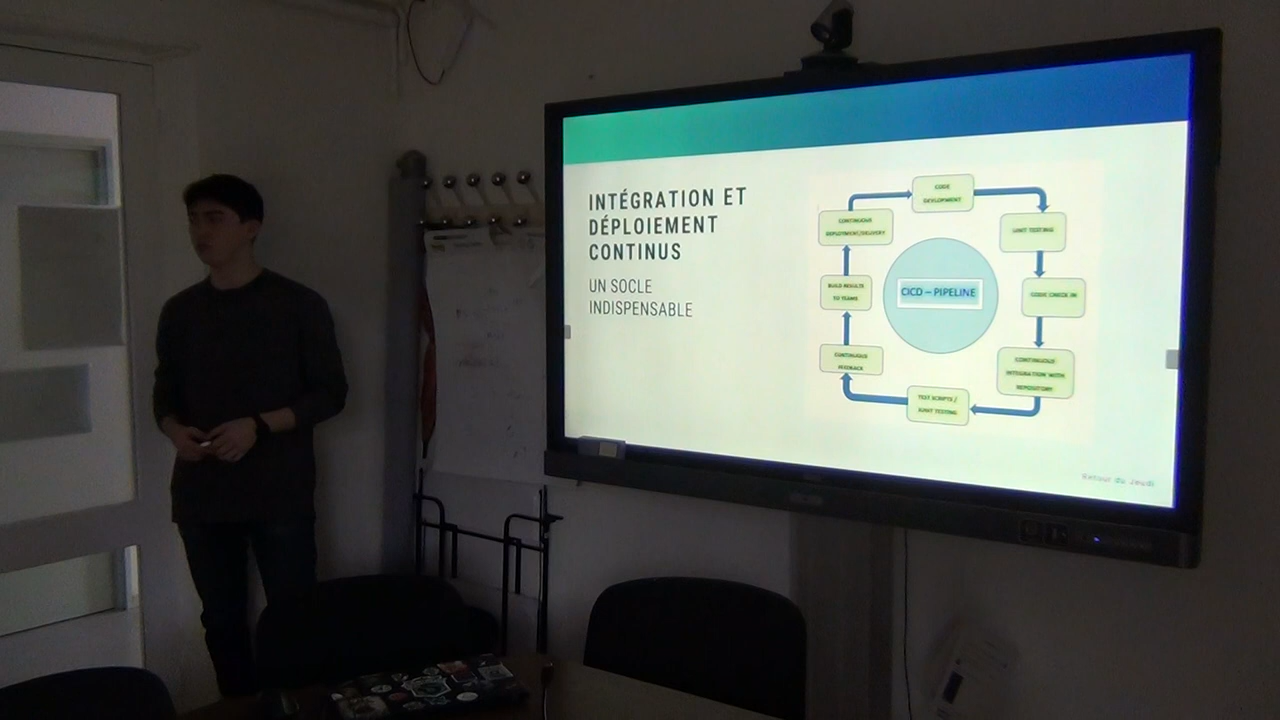 INTÉGRATION ET
DÉPLOIEMENT
CONTINUS
UN SOCLE
INDISPENSABLE
CODE
DEVLOPMENT
UNIT TESTING
CODE CHECK IN
CONTINUOUS
INTEGRATION WITH
REPOSITORY
TEST SCRIPTS /
JUNIT TESTING
CONTINUOUS
FEEDBACK
BUILD RESULTS
TO TEAMS
CONTINUOUS
DEPLOYMENT/DELIVERY
CICD – PIPELINE
Retour du Jeudi